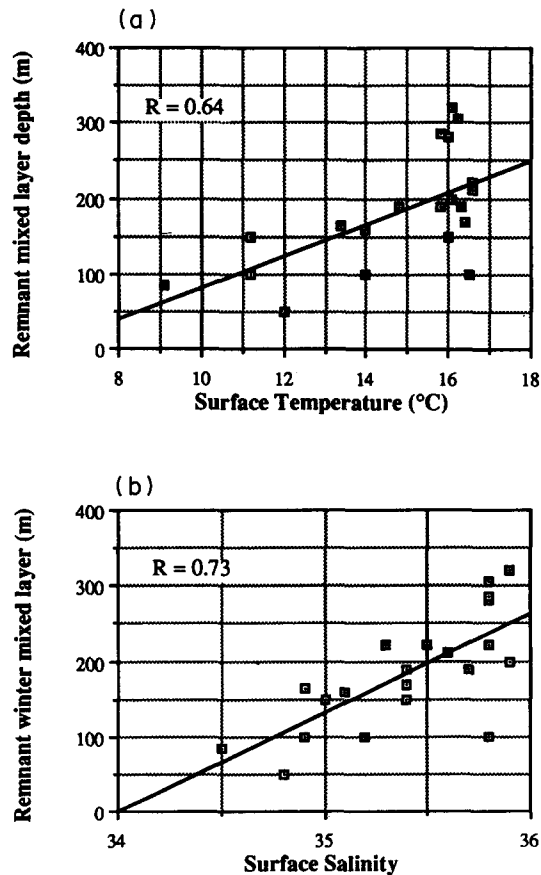 (a)
Remnant mixed layer depth (m)
400
300
200
100
0
R = 0.64
8 10 12 14 16 18
Surface Temperature (°C)
(b)
Remnant winter mixed layer (m)
400
300
200
100
0
R = 0.73
34 35 36
Surface Salinity